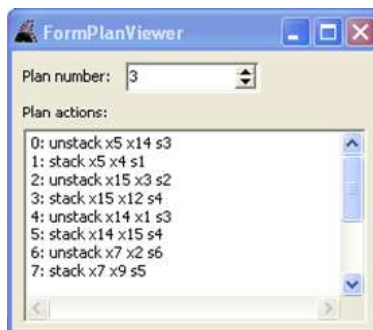 FormPlanViewer
Plan number: 3
Plan actions:
0: unstack x5 x14 s3
1: stack x5 x4 s1
2: unstack x15 x3 s2
3: stack x15 x12 s4
4: unstack x14 x1 s3
5: stack x14 x15 s4
6: unstack x7 x2 s6
7: stack x7 x9 s5